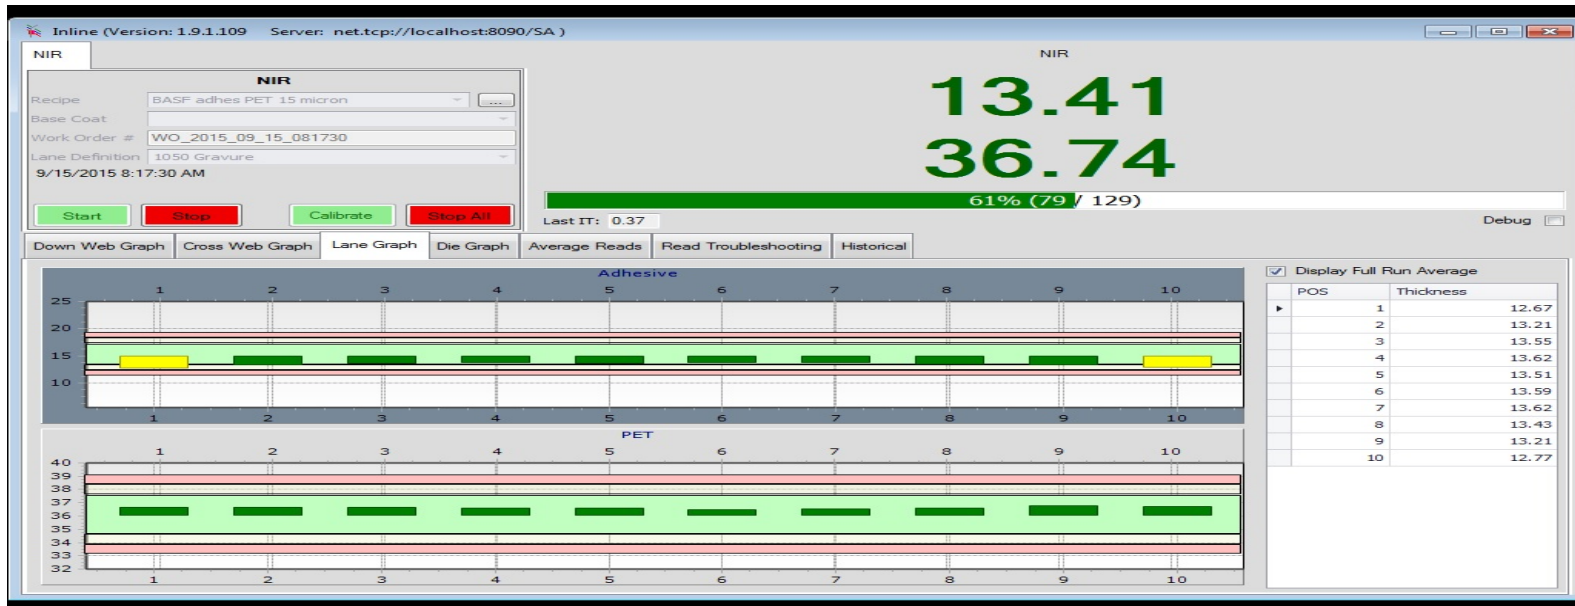 Inline (Version: 1.9.1.109 Server: net.tcp://localhost:8090/SA )
NIR
NIR
Recipe BASF adhes PET 15 micron ...
Base Coat
Work Order # WO_2015_09_15_081730
Lane Definition 1050 Gravure
9/15/2015 8:17:30 AM
Start Stop Calibrate Stop All
NIR
13.41
36.74
61% (79 / 129)
Last IT: 0.37 Debug
Down Web Graph Cross Web Graph Lane Graph Die Graph Average Reads Read Troubleshooting Historical
Adhesive
1 2 3 4 5 6 7 8 9 10
25
20
15
10
1 2 3 4 5 6 7 8 9 10
PET
1 2 3 4 5 6 7 8 9 10
40
39
38
37
36
35
34
33
32
1 2 3 4 5 6 7 8 9 10
Display Full Run Average
POS Thickness
1 12.67
2 13.21
3 13.55
4 13.62
5 13.51
6 13.59
7 13.62
8 13.43
9 13.21
10 12.77